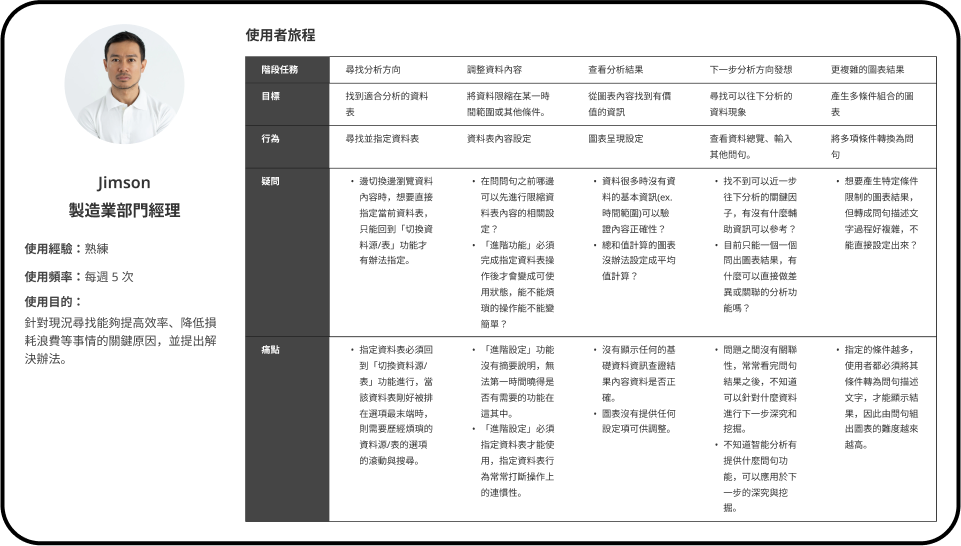 使用者旅程
Jimson
製造業部門經理
使用經驗：熟練
使用頻率：每週 5 次
使用目的：
針對現況尋找能夠提高效率、降低損
耗浪費等事情的關鍵原因，並提出解
決辦法。
階段任務
尋找分析方向
調整資料內容
查看分析結果
下一步分析方向發想
更複雜的圖表結果
目標
找到適合分析的資料
表
將資料限縮在某一時
間範圍或其他條件。
從圖表內容找到有價
值的資訊
尋找可以往下分析的
資料現象
產生多條件組合的圖
表
行為
尋找並指定資料表
資料表內容設定
圖表呈現設定
查看資料總覽、輸入
其他問句。
將多項條件轉換為問
句
疑問
• 邊切換邊瀏覽資料
內容時，想要直接
指定當前資料表，
只能回到「切換資
料源/表」功能才
有辦法指定。
• 在問問句之前哪邊
可以先進行限縮資
料表內容的相關設
定？
• 「進階功能」必須
完成指定資料表操
作後才會變成可使
用狀態，能不能煩
瑣的操作能不能變
簡單？
• 資料很多時沒有資
料的基本資訊(ex.
時間範圍)可以驗
證內容正確性？
• 總和值計算的圖表
沒辦法設定成平均
值計算？
• 找不到可以近一步
往下分析的關鍵因
子，有沒有什麼輔
助資訊可以參考？
• 目前只能一個一個
問出圖表結果，有
什麼可以直接做差
異或關聯的分析功
能嗎？
• 想要產生特定條件
限制的圖表結果，
但轉成問句描述文
字過程好複雜，不
能直接設定出來？
痛點
• 指定資料表必須回
到「切換資料源/
表」功能進行，當
該資料表剛好被排
在選項最末端時，
則需要歷經煩瑣的
資料源/表的選項
的滾動與搜尋。
• 「進階設定」功能
沒有摘要說明，無
法第一時間曉得是
否有需要的功能在
這其中。
• 「進階設定」必須
指定資料表才能使
用，指定資料表行
為常常打斷操作上
的連慣性。
• 沒有顯示任何的基
礎資料資訊查證結
果內容資料是否正
確。
• 圖表沒有提供任何
設定項可供調整。
• 問題之間沒有關聯
性，常常看完問句
結果之後，不知道
可以針對什麼資料
進行下一步深究和
挖掘。
• 不知道智能分析有
提供什麼問句功
能，可以應用於下
一步的深究與挖
掘。
• 指定的條件越多，
使用者都必須將其
條件轉為問句描述
文字，才能顯示結
果，因此由問句組
出圖表的難度越來
越高。